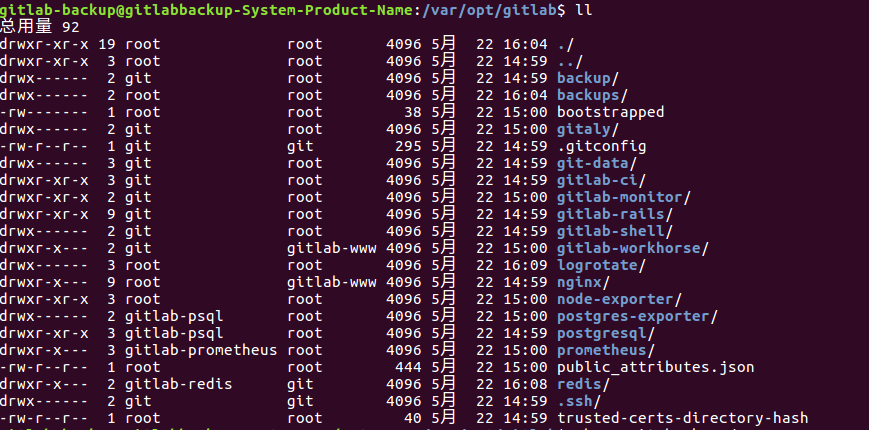 gitlab-backup@gitlabbackup-System-Product-Name:/var/opt/gitlab$ ll
总用量 92
drwxr-xr-x 19 root root 4096 5月 22 16:04 ./
drwxr-xr-x 3 root root 4096 5月 22 14:59 ../
drwx------ 2 git root 4096 5月 22 14:59 backup/
drwx------ 2 root root 4096 5月 22 16:04 backups/
-rw------- 1 root root 38 5月 22 15:00 bootstrapped
drwx------ 2 git root 4096 5月 22 15:00 gitaly/
-rw-r--r-- 1 git git 295 5月 22 14:59 .gitconfig
drwx------ 3 git root 4096 5月 22 14:59 git-data/
drwxr-xr-x 3 git root 4096 5月 22 14:59 gitlab-ci/
drwxr-xr-x 2 git root 4096 5月 22 15:00 gitlab-monitor/
drwxr-xr-x 9 git root 4096 5月 22 14:59 gitlab-rails/
drwx------ 2 git root 4096 5月 22 14:59 gitlab-shell/
drwxr-x--- 2 git gitlab-www 4096 5月 22 15:00 gitlab-workhorse/
drwx------ 3 root root 4096 5月 22 16:09 logrotate/
drwxr-x--- 9 root gitlab-www 4096 5月 22 14:59 nginx/
drwxr-xr-x 3 root root 4096 5月 22 15:00 node-exporter/
drwx------ 2 gitlab-psql root 4096 5月 22 15:00 postgres-exporter/
drwxr-xr-x 3 gitlab-psql root 4096 5月 22 14:59 postgresql/
drwxr-x--- 3 gitlab-prometheus root 4096 5月 22 15:00 prometheus/
-rw-r--r-- 1 root root 444 5月 22 15:00 public_attributes.json
drwxr-x--- 2 gitlab-redis git 4096 5月 22 16:08 redis/
drwx------ 2 git git 4096 5月 22 14:59 .ssh/
-rw-r--r-- 1 root root 40 5月 22 14:59 trusted-certs-directory-hash